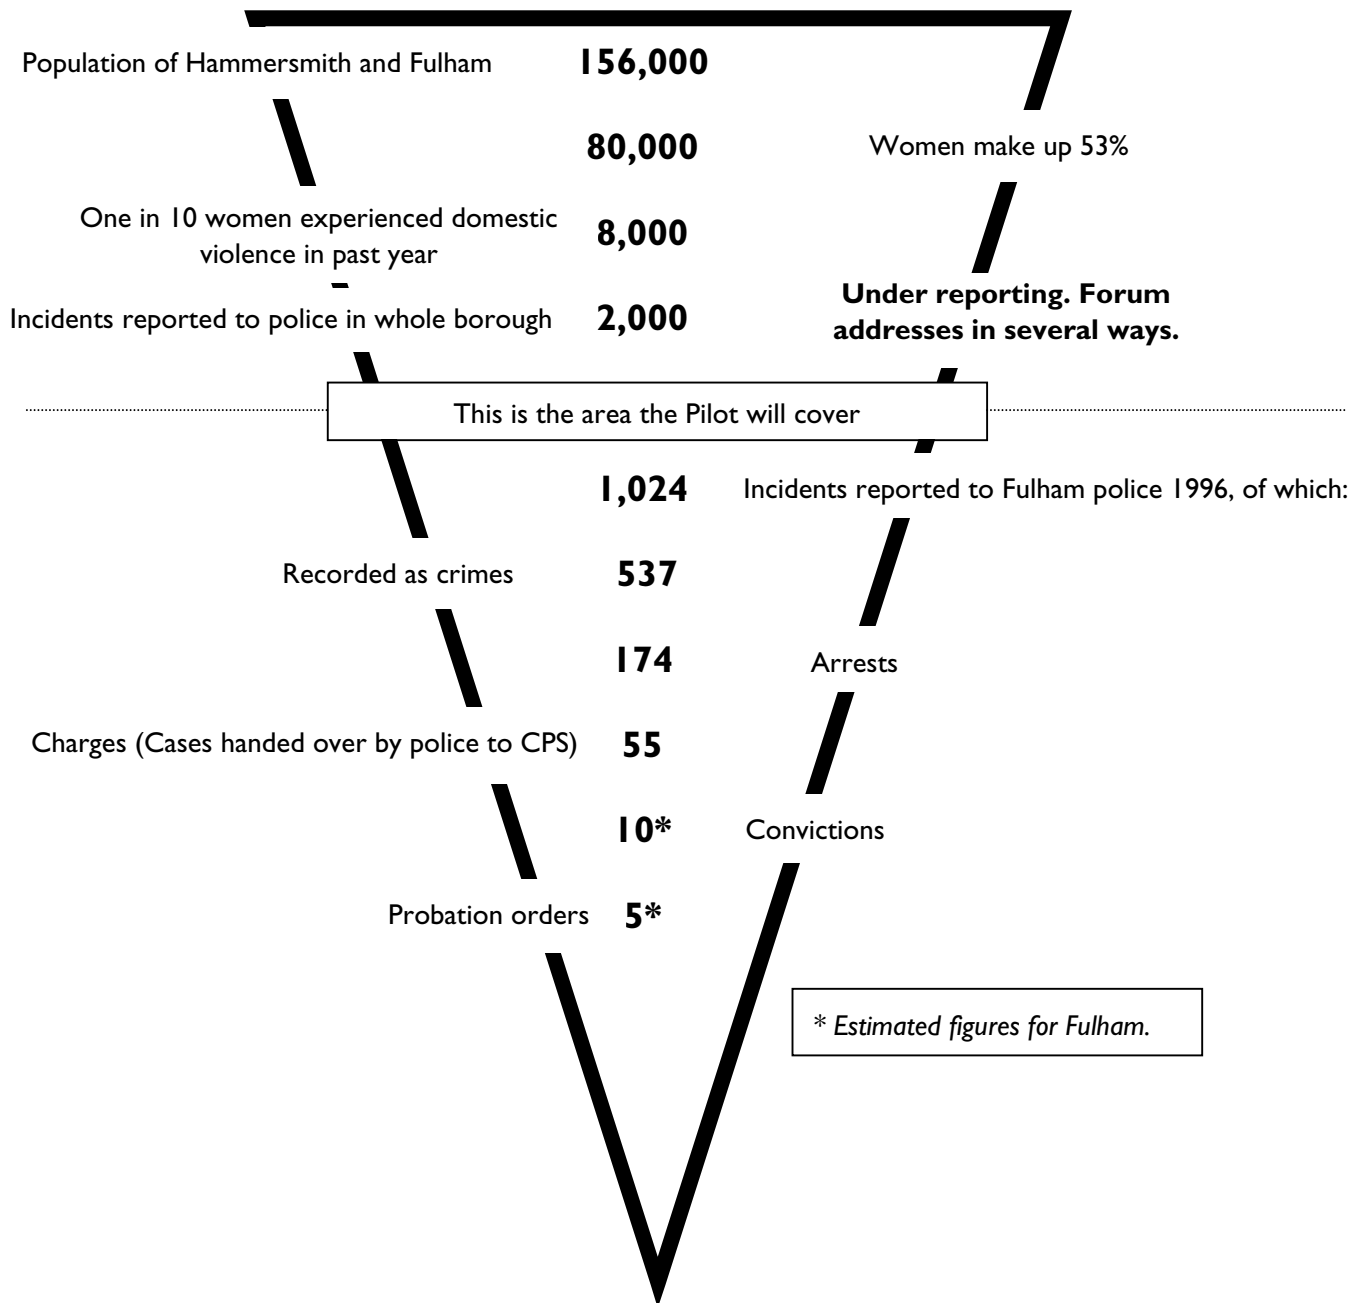 Population of Hammersmith and Fulham 156,000
80,000 Women make up 53%
One in 10 women experienced domestic
violence in past year
8,000
Under reporting. Forum
addresses in several ways.
Incidents reported to police in whole borough 2,000
This is the area the Pilot will cover
1,024 Incidents reported to Fulham police 1996, of which:
Recorded as crimes 537
174 Arrests
Charges (Cases handed over by police to CPS) 55
10* Convictions
Probation orders 5*
* Estimated figures for Fulham.